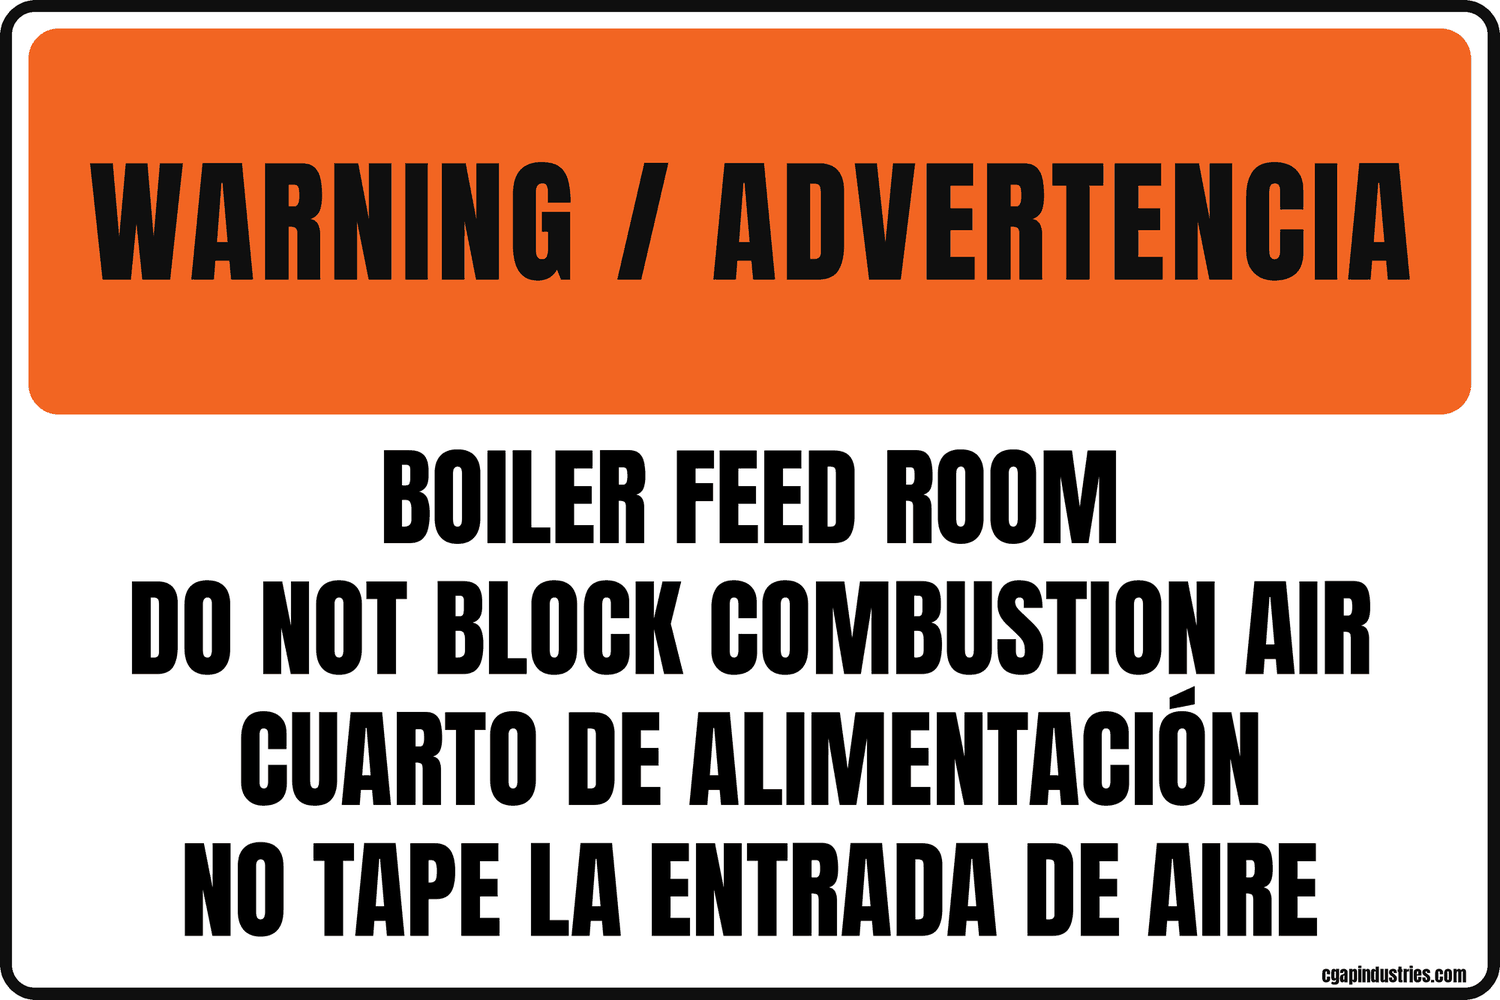 WARNING / ADVERTENCIA
BOILER FEED ROOM
DO NOT BLOCK COMBUSTION AIR
CUARTO DE ALIMENTACIÓN
NO TAPE LA ENTRADA DE AIRE
cgapindustries.com